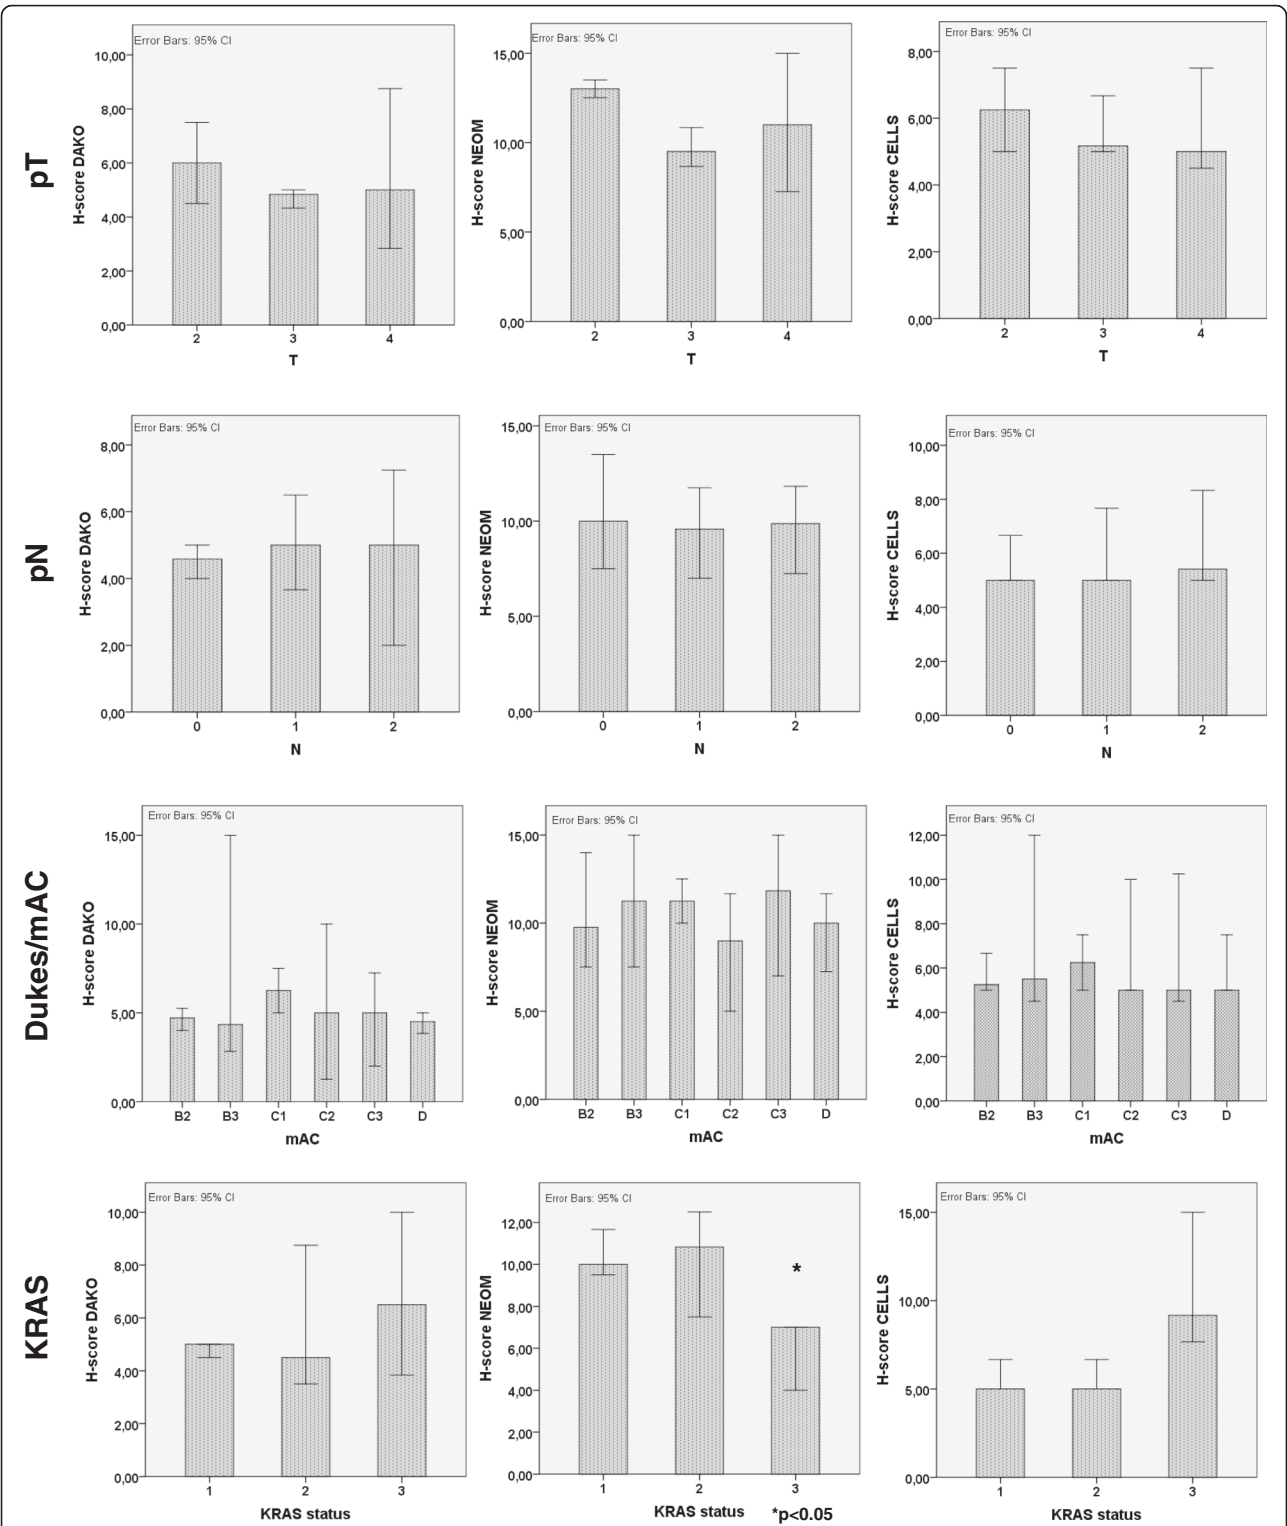 pT
Error Bars: 95% CI
H-score DAKO
10,00
8,00
6,00
4,00
2,00
0,00
2 3 4
T
Error Bars: 95% CI
H-score NEOM
15,00
10,00
5,00
0,00
2 3 4
T
Error Bars: 95% CI
H-score CELLS
8,00
6,00
4,00
2,00
0,00
2 3 4
T
pN
Error Bars: 95% CI
H-score DAKO
8,00
6,00
4,00
2,00
0,00
0 1 2
N
Error Bars: 95% CI
H-score NEOM
15,00
10,00
5,00
0,00
0 1 2
N
Error Bars: 95% CI
H-score CELLS
10,00
8,00
6,00
4,00
2,00
0,00
0 1 2
N
Dukes/mAC
Error Bars: 95% CI
H-score DAKO
15,00
10,00
5,00
0,00
B2 B3 C1 C2 C3 D
mAC
Error Bars: 95% CI
H-score NEOM
15,00
10,00
5,00
0,00
B2 B3 C1 C2 C3 D
mAC
Error Bars: 95% CI
H-score CELLS
12,00
10,00
8,00
6,00
4,00
2,00
0,00
B2 B3 C1 C2 C3 D
mAC
KRAS
Error Bars: 95% CI
H-score DAKO
10,00
8,00
6,00
4,00
2,00
0,00
1 2 3
KRAS status
Error Bars: 95% CI
H-score NEOM
12,00
10,00
8,00
6,00
4,00
2,00
0,00
*
1 2 3
KRAS status *p<0.05
Error Bars: 95% CI
H-score CELLS
15,00
10,00
5,00
0,00
1 2 3
KRAS status